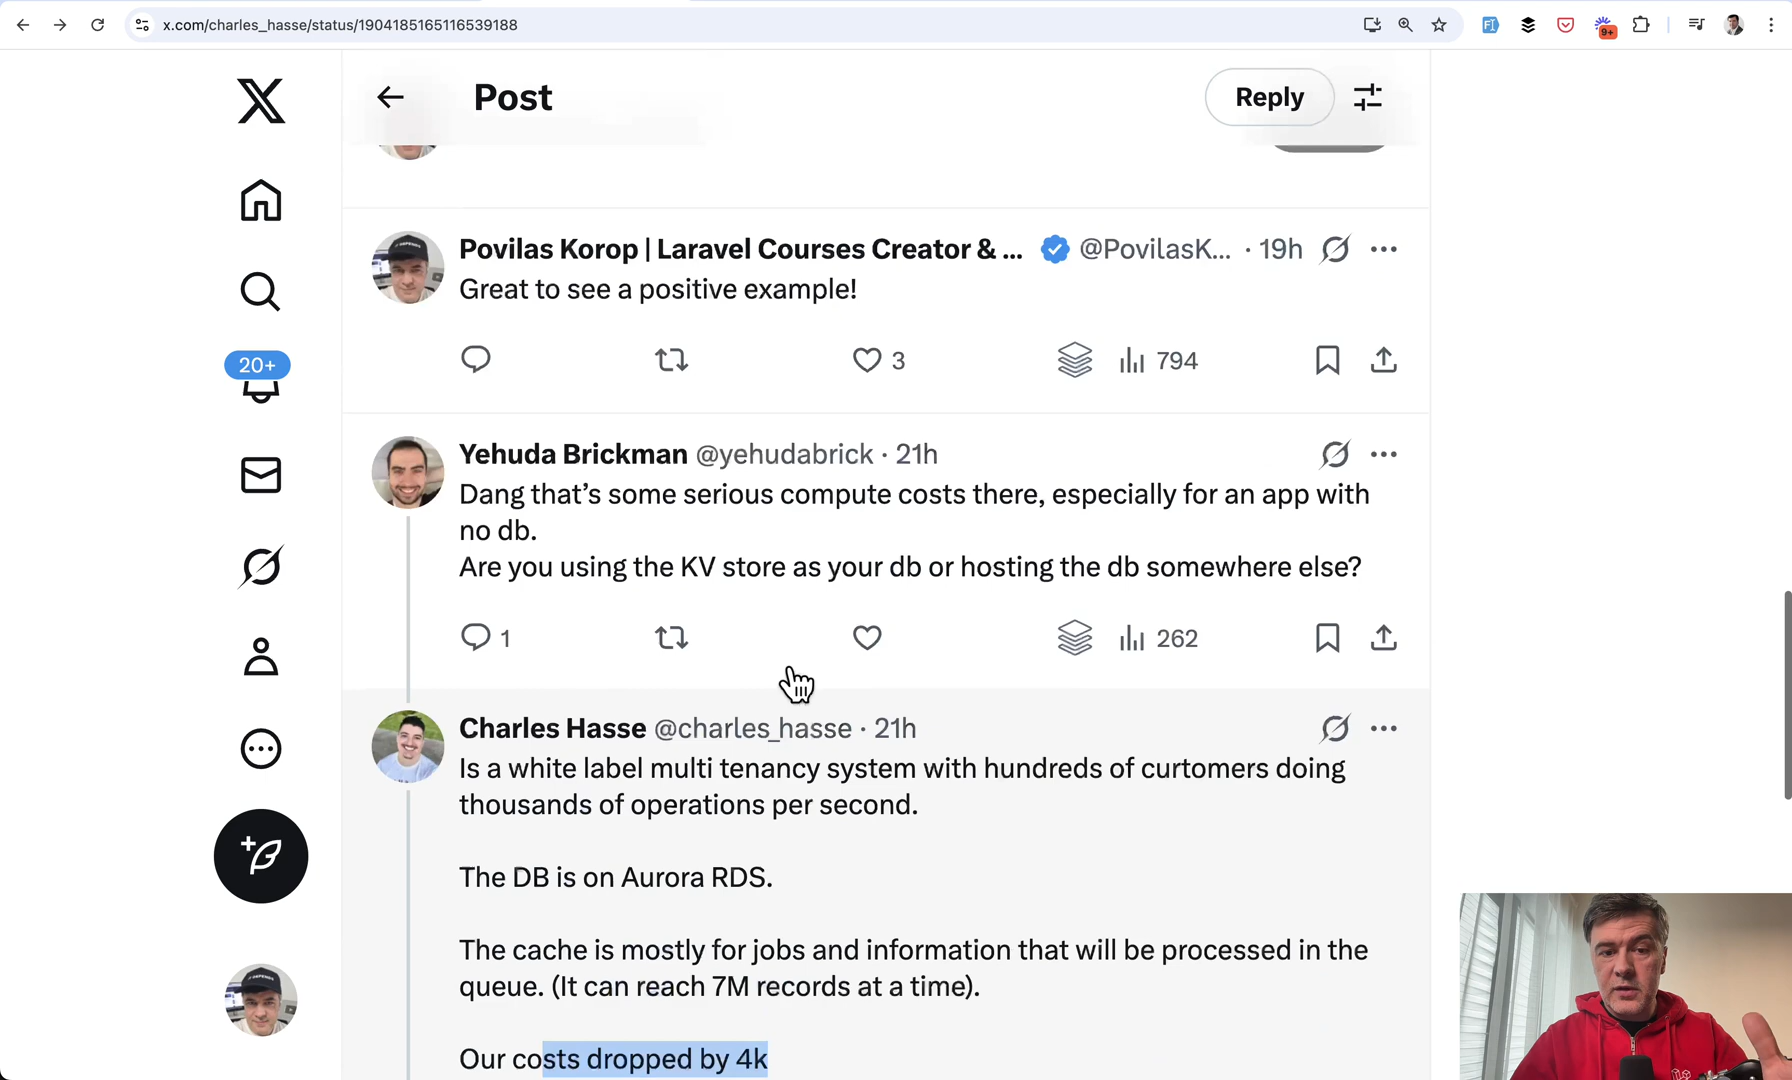 x.com/charles_hasse/status/1904185165116539188
9+
Post
Reply
Povilas Korop | Laravel Courses Creator & ... @PovilasK... · 19h
Great to see a positive example!
3
794
20+
Yehuda Brickman @yehudabrick · 21h
Dang that's some serious compute costs there, especially for an app with
no db.
Are you using the KV store as your db or hosting the db somewhere else?
1
262
Charles Hasse @charles_hasse · 21h
Is a white label multi tenancy system with hundreds of curtomers doing
thousands of operations per second.
The DB is on Aurora RDS.
The cache is mostly for jobs and information that will be processed in the
queue. (It can reach 7M records at a time).
Our costs dropped by 4k